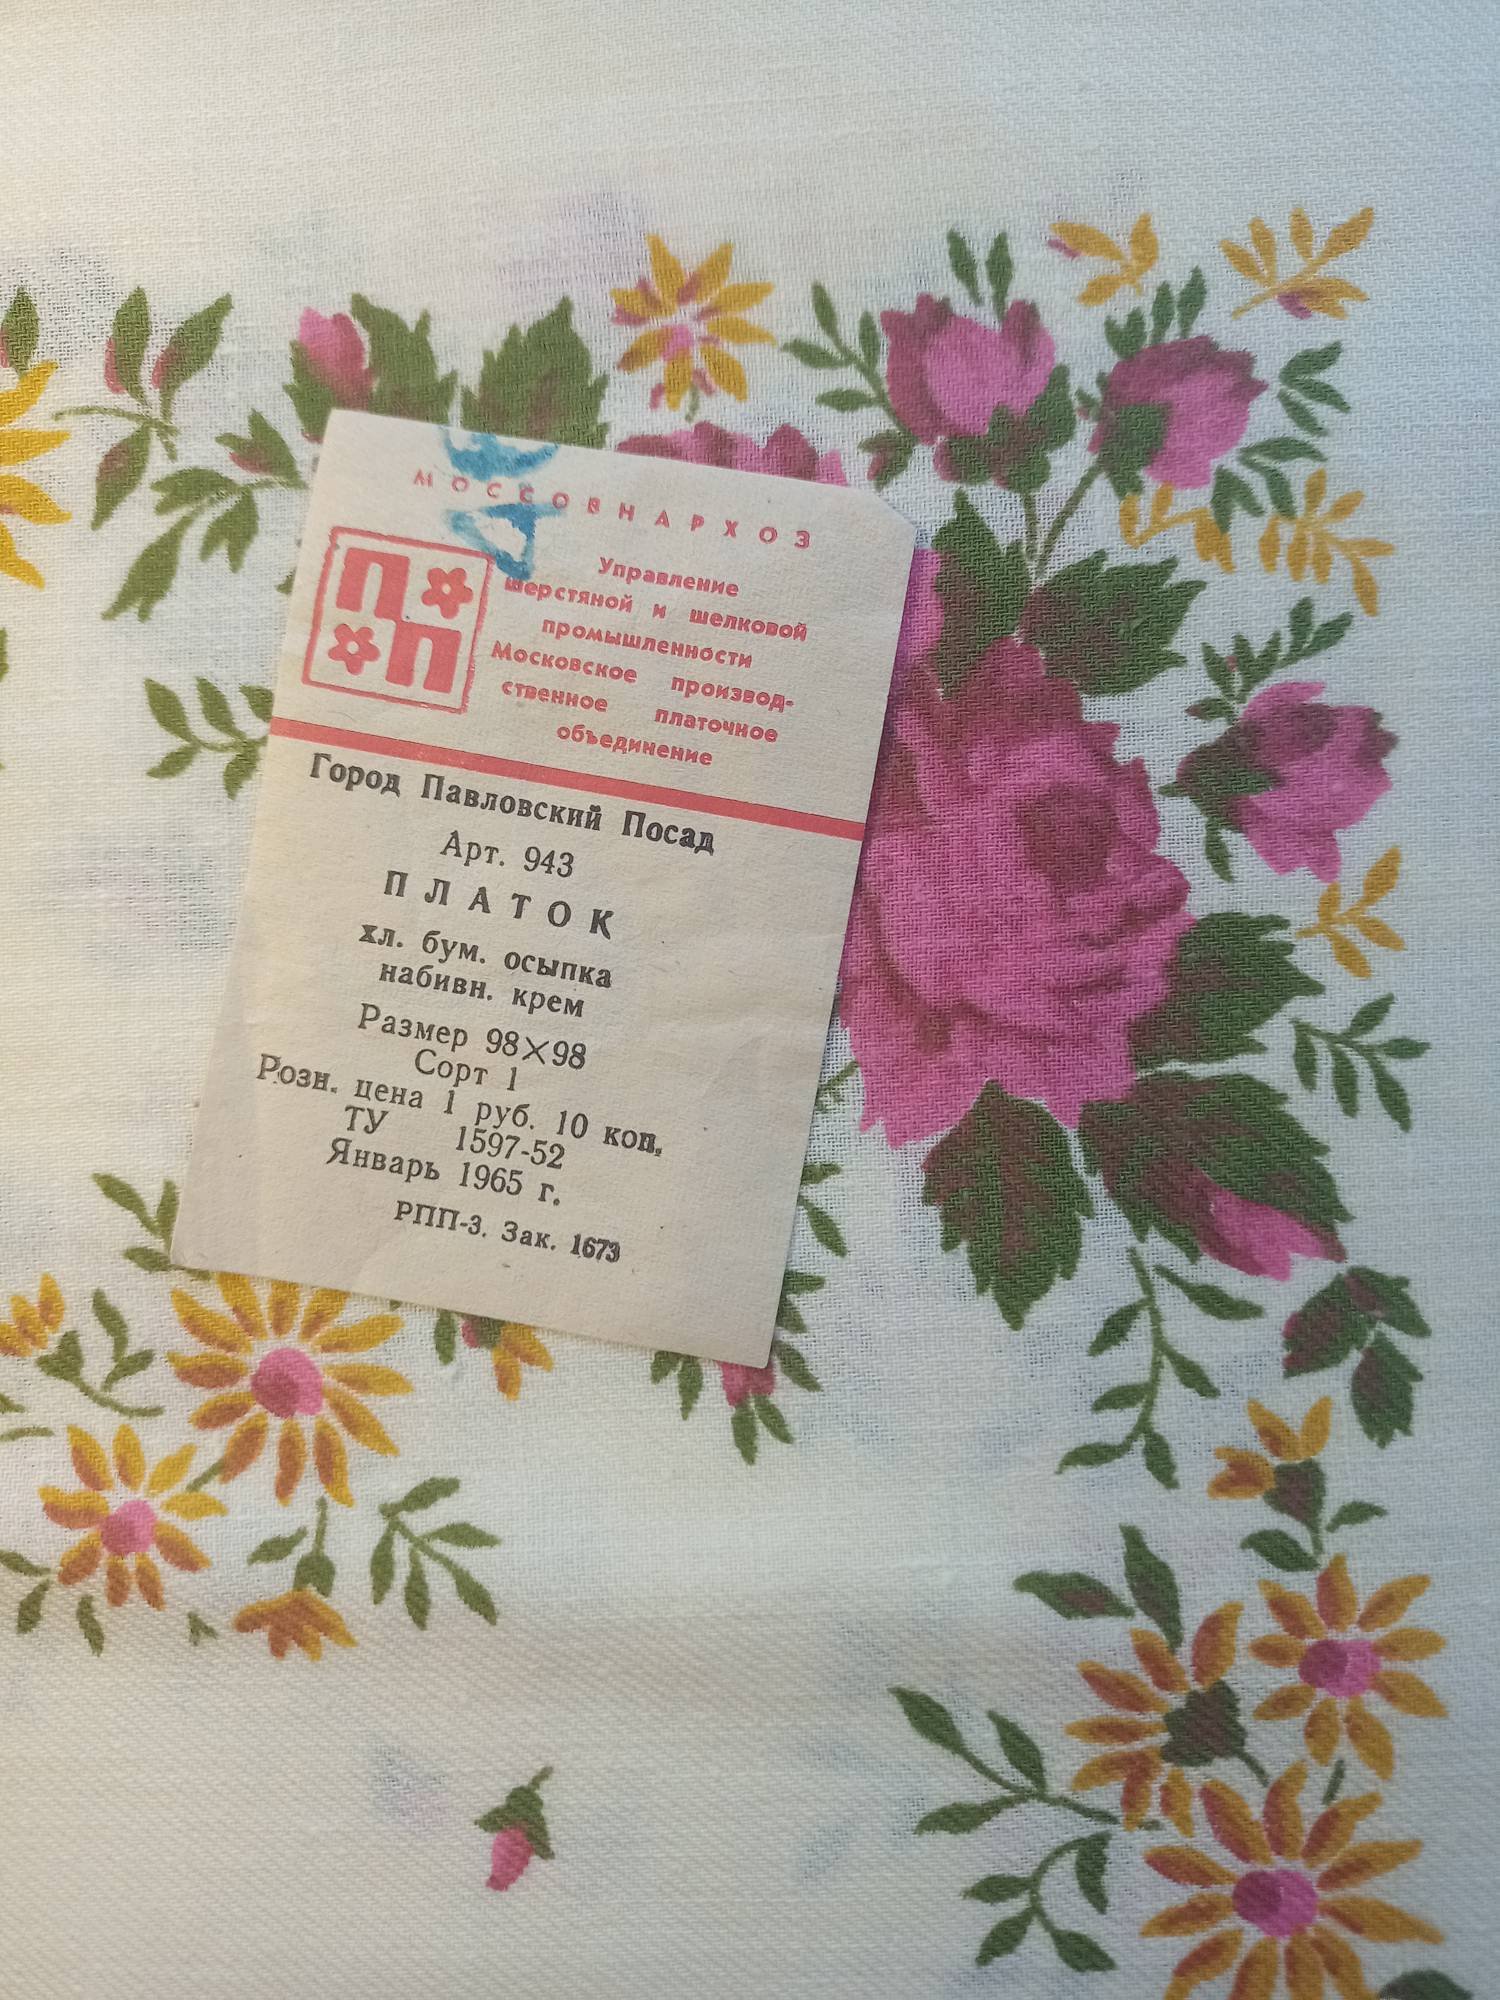 МОССОВНАРХОЗ
П
П
Управление
шерстяной и шелковой
промышленности
Московское производ-
ственное платочное
объединение
Город Павловский Посад
Арт. 943
ПЛАТОК
хл. бум. осыпка
набивн. крем
Размер 98×98
Сорт 1
Розн. цена 1 руб. 10 коп.
ТУ 1597-52
Январь 1965 г.
РПП-3. Зак. 1673